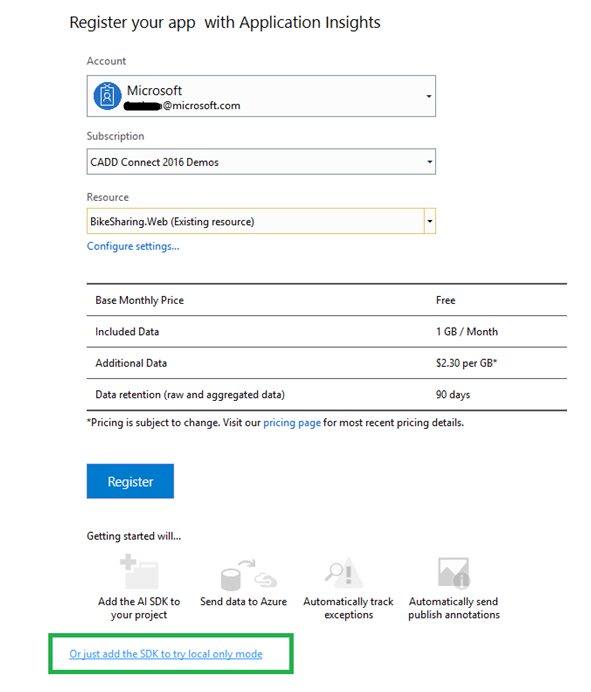 Register your app  with Application Insights
Account
Microsoft
@microsoft.com
Subscription
CADD Connect 2016 Demos
Resource
BikeSharing.Web (Existing resource)
Configure settings...
Base Monthly Price Free
Included Data 1 GB / Month
Additional Data $2.30 per GB*
Data retention (raw and aggregated data) 90 days
*Pricing is subject to change. Visit our pricing page for most recent pricing details.
Register
Getting started will...
Add the AI SDK to your project
Send data to Azure
Automatically track exceptions
Automatically send publish annotations
Or just add the SDK to try local only mode